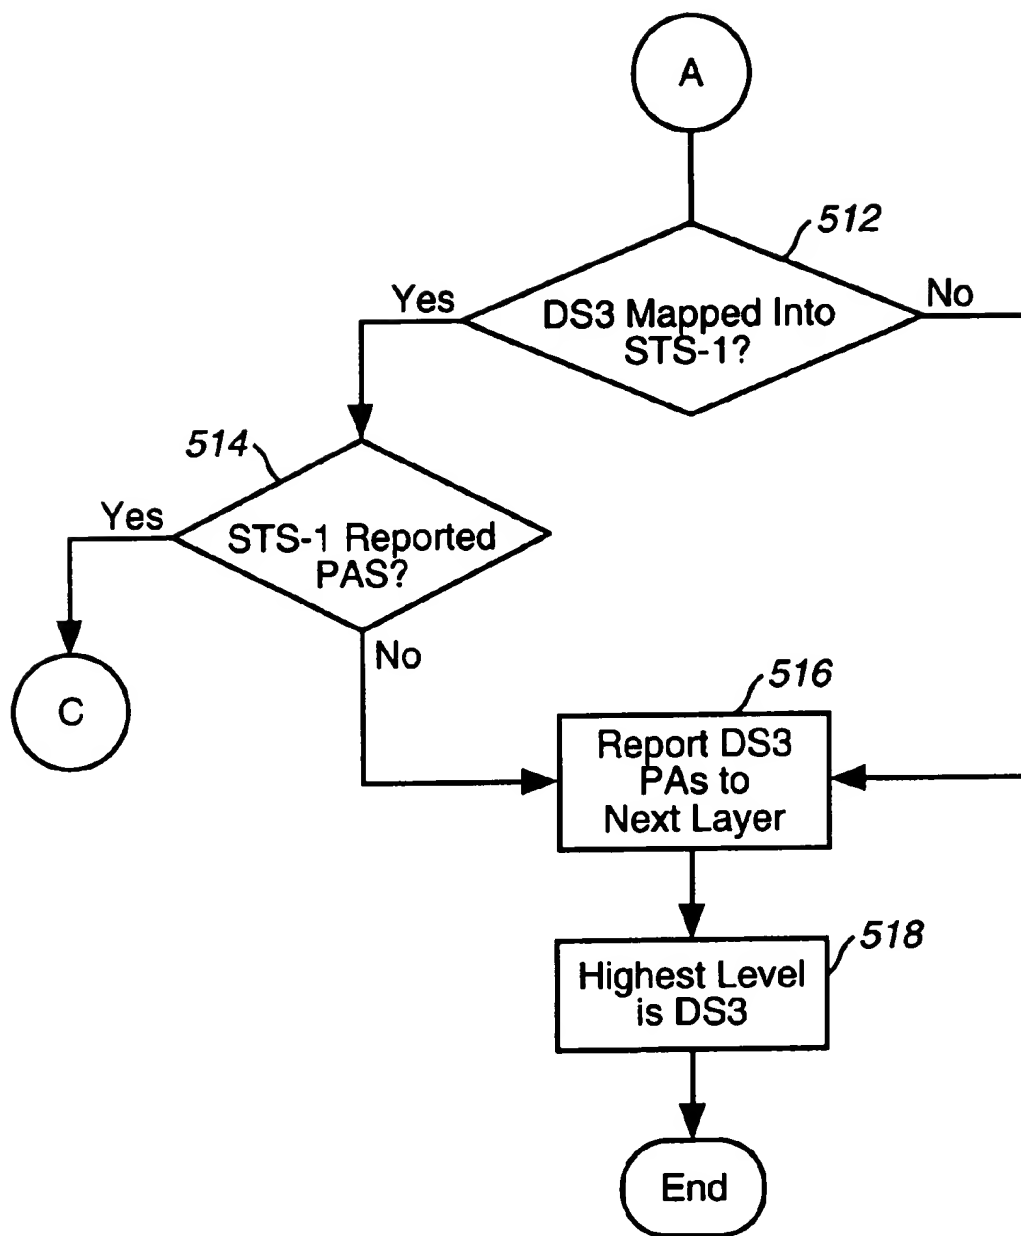 A
512
Yes
DS3 Mapped Into
STS-1?
No
514
Yes
STS-1 Reported
PAS?
No
C
516
Report DS3
PAs to
Next Layer
518
Highest Level
is DS3
End